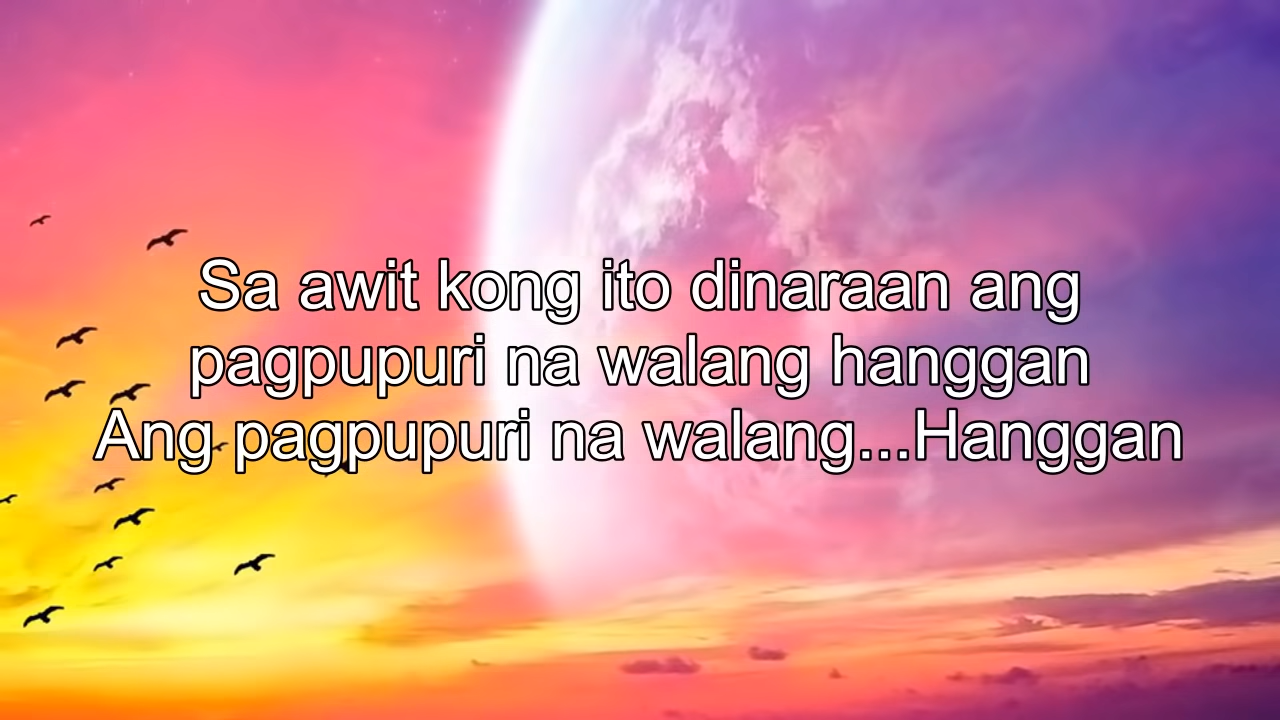 Sa awit kong ito dinaraan ang
pagpupuri na walang hanggan
Ang pagpupuri na walang...Hanggan